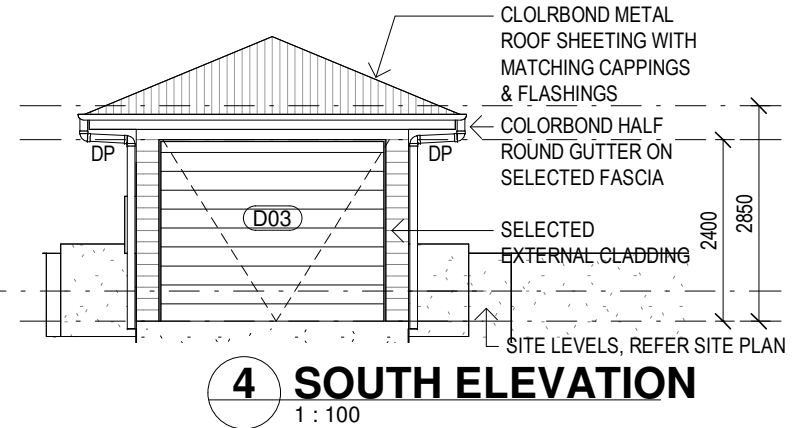 CLOLRBOND METAL
ROOF SHEETING WITH
MATCHING CAPPINGS
& FLASHINGS
COLORBOND HALF
ROUND GUTTER ON
SELECTED FASCIA
DP
DP
D03
SELECTED
EXTERNAL CLADDING
2400
2850
SITE LEVELS, REFER SITE PLAN
4 SOUTH ELEVATION
1 : 100